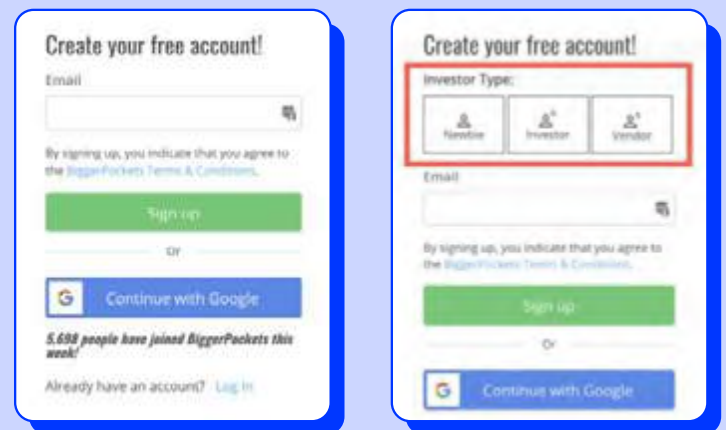 Create your free account!
Email
By signing up, you indicate that you agree to
the BiggerPockets Terms & Conditions.
Sign up
Or
Continue with Google
5,698 people have joined BiggerPockets this
week!
Already have an account? Log in
Create your free account!
Investor Type:
Newbie
Investor
Vendor
Email
By signing up, you indicate that you agree to
the BiggerPockets Terms & Conditions.
Sign up
Or
Continue with Google